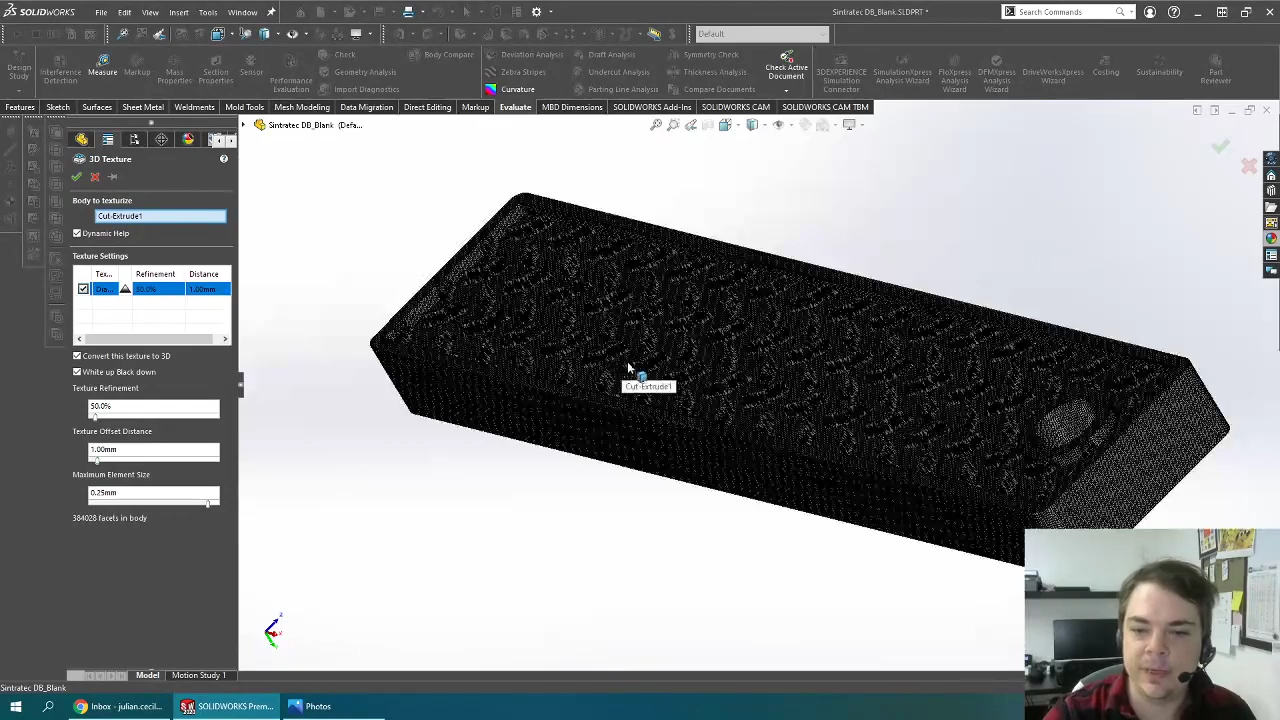 SOLIDWORKS File Edit View Insert Tools Window Sintratec DB_Blank.SLDPRT * Search Commands
Default
Design Study
Interference Detection
Measure
Markup
Mass Properties
Section Properties
Sensor
Performance Evaluation
Check
Geometry Analysis
Import Diagnostics
Body Compare
Deviation Analysis
Zebra Stripes
Curvature
Draft Analysis
Undercut Analysis
Parting Line Analysis
Symmetry Check
Thickness Analysis
Compare Documents
Check Active Document
3DEXPERIENCE Simulation Connector
SimulationXpress Analysis Wizard
FloXpress Analysis Wizard
DFMXpress Analysis Wizard
DriveWorksXpress Wizard
Costing
Sustainability
Part Reviewer
Features Sketch Surfaces Sheet Metal Weldments Mold Tools Mesh Modeling Data Migration Direct Editing Markup Evaluate MBD Dimensions SOLIDWORKS Add-Ins SOLIDWORKS CAM SOLIDWORKS CAM TBM
Sintratec DB_Blank (Defa...
3D Texture
Body to texturize
Cut-Extrude1
Dynamic Help
Texture Settings
Tex... Refinement Distance
Dia... 50.0% 1.00mm
Convert this texture to 3D
White up Black down
Texture Refinement
50.0%
Texture Offset Distance
1.00mm
Maximum Element Size
0.25mm
384028 facets in body
Cut-Extrude1
Model Motion Study 1
Sintratec DB_Blank
Inbox - julian.cecil... SOLIDWORKS Prem... Photos